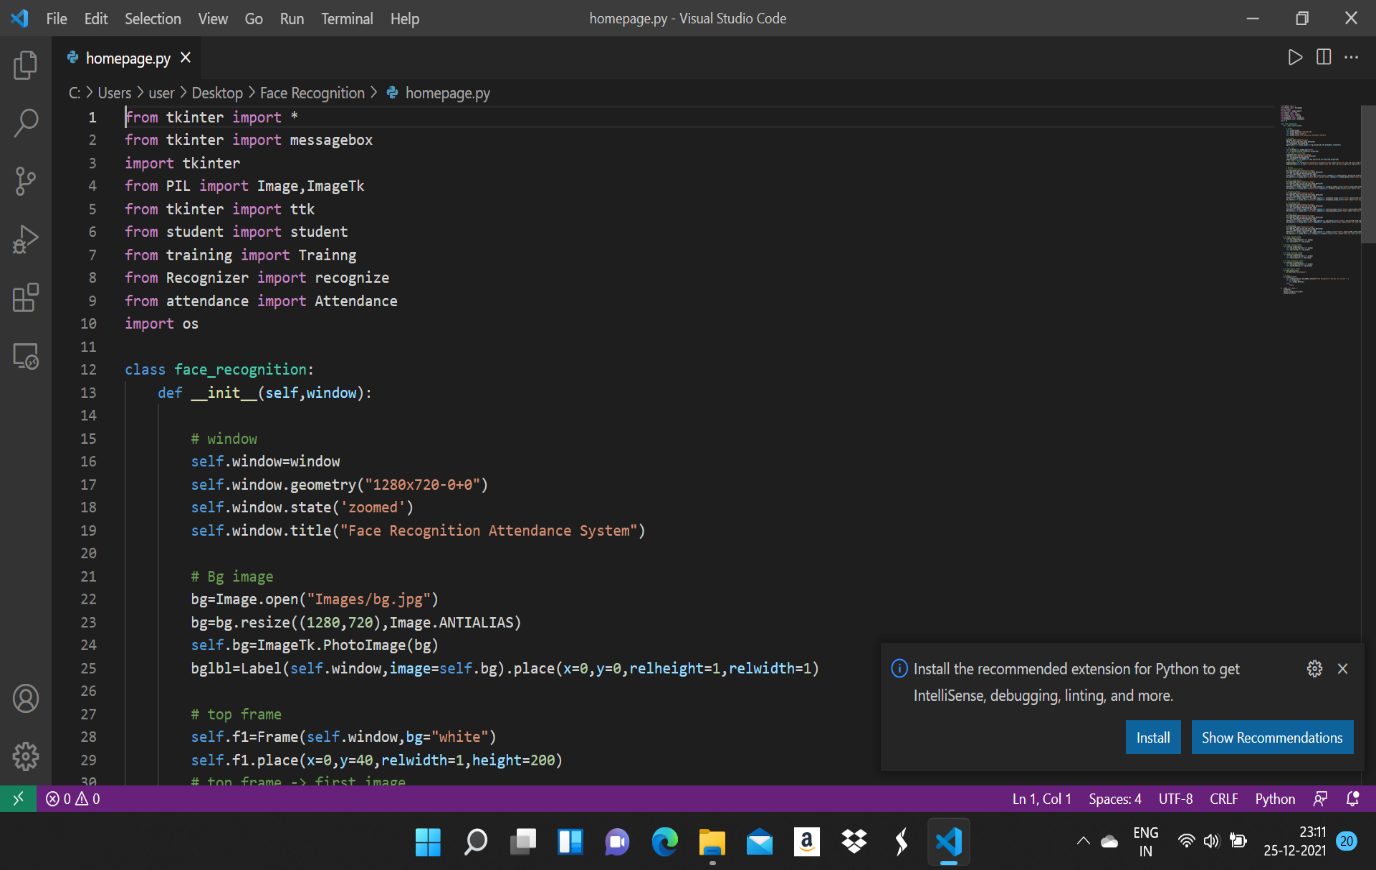 File Edit Selection View Go Run Terminal Help homepage.py - Visual Studio Code
homepage.py
C: > Users > user > Desktop > Face Recognition > homepage.py
1 from tkinter import *
2 from tkinter import messagebox
3 import tkinter
4 from PIL import Image,ImageTk
5 from tkinter import ttk
6 from student import student
7 from training import Trainng
8 from Recognizer import recognize
9 from attendance import Attendance
10 import os
11
12 class face_recognition:
13 def __init__(self,window):
14
15 # window
16 self.window=window
17 self.window.geometry("1280x720-0+0")
18 self.window.state('zoomed')
19 self.window.title("Face Recognition Attendance System")
20
21 # Bg image
22 bg=Image.open("Images/bg.jpg")
23 bg=bg.resize((1280,720),Image.ANTIALIAS)
24 self.bg=ImageTk.PhotoImage(bg)
25 bglbl=Label(self.window,image=self.bg).place(x=0,y=0,relheight=1,relwidth=1)
26
27 # top frame
28 self.f1=Frame(self.window,bg="white")
29 self.f1.place(x=0,y=40,relwidth=1,height=200)
30 # top frame -> first image
Install the recommended extension for Python to get
IntelliSense, debugging, linting, and more.
Install Show Recommendations
0 0 Ln 1, Col 1 Spaces: 4 UTF-8 CRLF Python
ENG
IN
23:11
25-12-2021
20